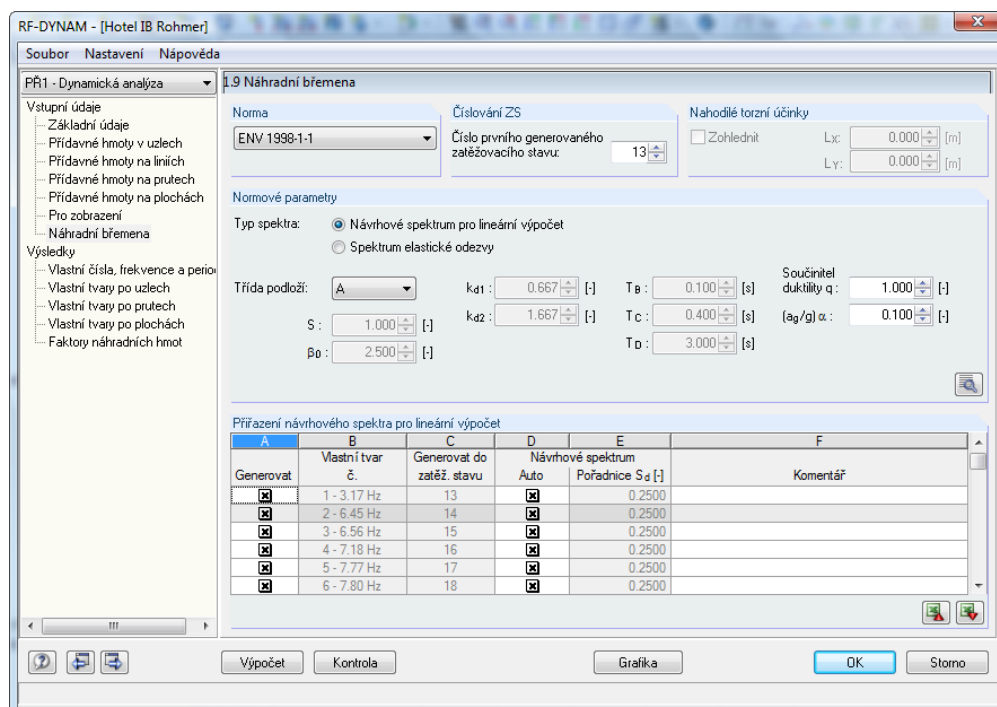 RF-DYNAM - [Hotel IB Rohmer]
Soubor Nastavení Nápověda
PŘ1 - Dynamická analýza
Vstupní údaje
Základní údaje
Přídavné hmoty v uzlech
Přídavné hmoty na liniích
Přídavné hmoty na prutech
Přídavné hmoty na plochách
Pro zobrazení
Náhradní břemena
Výsledky
Vlastní čísla, frekvence a perio
Vlastní tvary po uzlech
Vlastní tvary po prutech
Vlastní tvary po plochách
Faktory náhradních hmot
1.9 Náhradní břemena
Norma
ENV 1998-1-1
Číslování ZS
Číslo prvního generovaného
zatěžovacího stavu: 13
Nahodilé torzní účinky
Zohlednit LX: 0.000 [m]
LY: 0.000 [m]
Normové parametry
Typ spektra: Návrhové spektrum pro lineární výpočet
Spektrum elastické odezvy
Třída podloží: A
S : 1.000 [-]
β0 : 2.500 [-]
kd1 : 0.667 [-]
kd2 : 1.667 [-]
TB : 0.100 [s]
TC : 0.400 [s]
TD : 3.000 [s]
Součinitel
duktility q : 1.000 [-]
(ag/g) α : 0.100 [-]
Přiřazení návrhového spektra pro lineární výpočet
A B C D E F
Vlastní tvar Generovat do Návrhové spektrum
Generovat č. zatěž. stavu Auto Pořadnice Sd [-] Komentář
1 - 3.17 Hz 13 0.2500
2 - 6.45 Hz 14 0.2500
3 - 6.56 Hz 15 0.2500
4 - 7.18 Hz 16 0.2500
5 - 7.77 Hz 17 0.2500
6 - 7.80 Hz 18 0.2500
Výpočet Kontrola Grafika OK Storno